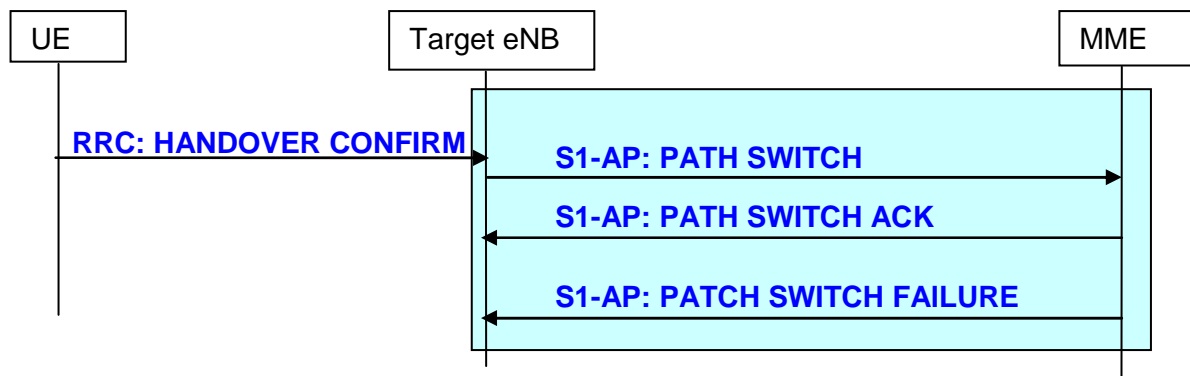 UE
Target eNB
MME
RRC: HANDOVER CONFIRM
S1-AP: PATH SWITCH
S1-AP: PATH SWITCH ACK
S1-AP: PATCH SWITCH FAILURE